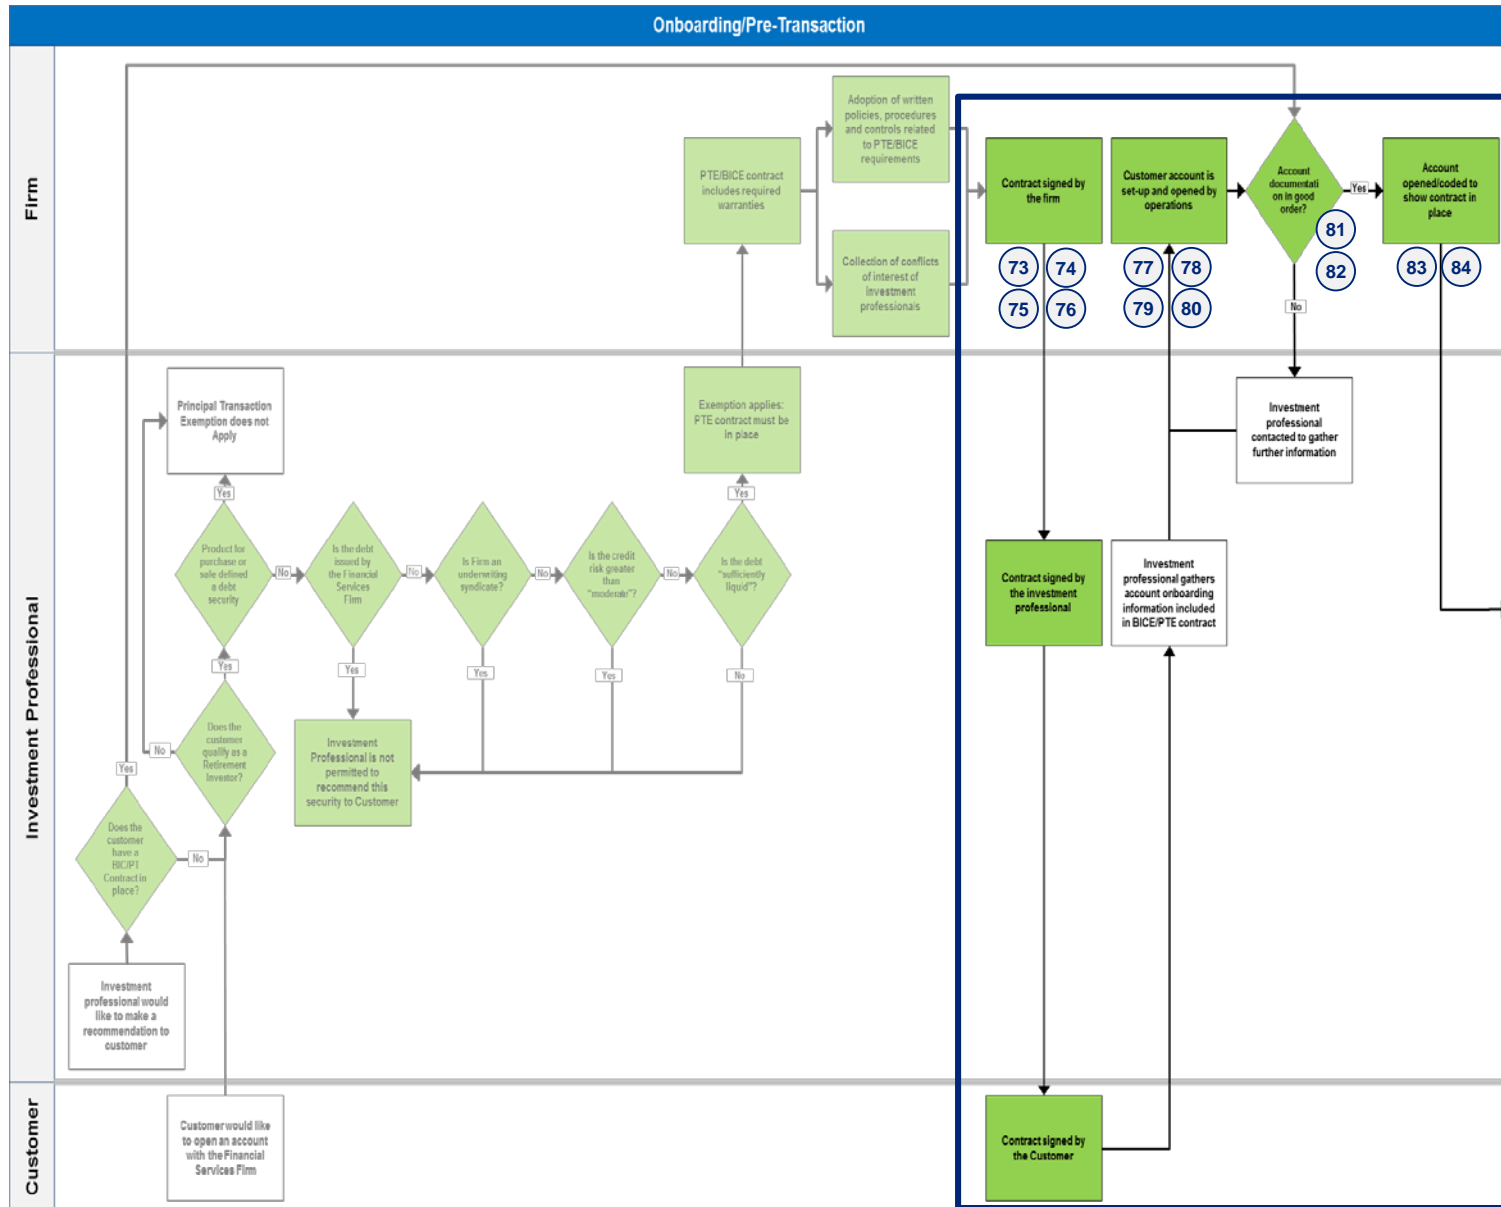 Onboarding/Pre-Transaction
Firm
Adoption of written
policies, procedures
and controls related
to PTE/BICE
requirements
PTE/BICE contract
includes required
warranties
Collection of conflicts
of interest of
investment
professionals
Contract signed by
the firm
73 74
75 76
Customer account is
set-up and opened by
operations
77 78
79 80
Account
documentati
on in good
order?
81
82
Yes
No
Account
opened/coded to
show contract in
place
83 84
Investment Professional
Principal Transaction
Exemption does not
Apply
Exemption applies:
PTE contract must be
in place
Investment
professional
contacted to gather
further information
Yes
Yes
Product for
purchase or
sale defined
a debt
security
No
Is the debt
issued by
the Financial
Services
Firm
No
Is Firm an
underwriting
syndicate?
No
Is the credit
risk greater
than
"moderate"?
No
Is the debt
"sufficiently
liquid"?
Contract signed by
the investment
professional
Investment
professional gathers
account onboarding
information included
in BICE/PTE contract
Yes
Yes
Yes
Yes
No
Does the
customer
qualify as a
Retirement
Investor?
No
Investment
Professional is not
permitted to
recommend this
security to Customer
Yes
Does the
customer
have a
BIC/PT
Contract in
place?
No
Investment
professional would
like to make a
recommendation to
customer
Customer
Customer would like
to open an account
with the Financial
Services Firm
Contract signed by
the Customer